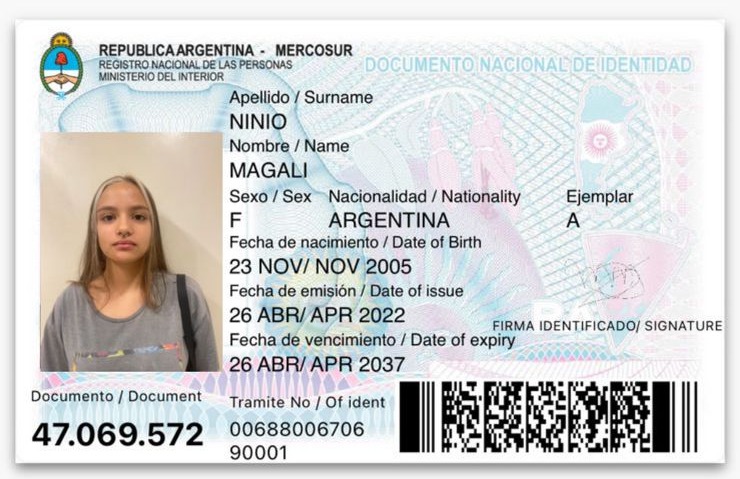 REPUBLICA ARGENTINA - MERCOSUR
REGISTRO NACIONAL DE LAS PERSONAS
MINISTERIO DEL INTERIOR
DOCUMENTO NACIONAL DE IDENTIDAD
Apellido / Surname
NINIO
Nombre / Name
MAGALI
Sexo / Sex Nacionalidad / Nationality Ejemplar
F ARGENTINA A
Fecha de nacimiento / Date of Birth
23 NOV/ NOV 2005
Fecha de emisión / Date of issue
26 ABR/ APR 2022
FIRMA IDENTIFICADO/ SIGNATURE
Fecha de vencimiento / Date of expiry
26 ABR/ APR 2037
Documento / Document
47.069.572
Tramite No / Of ident
00688006706
90001